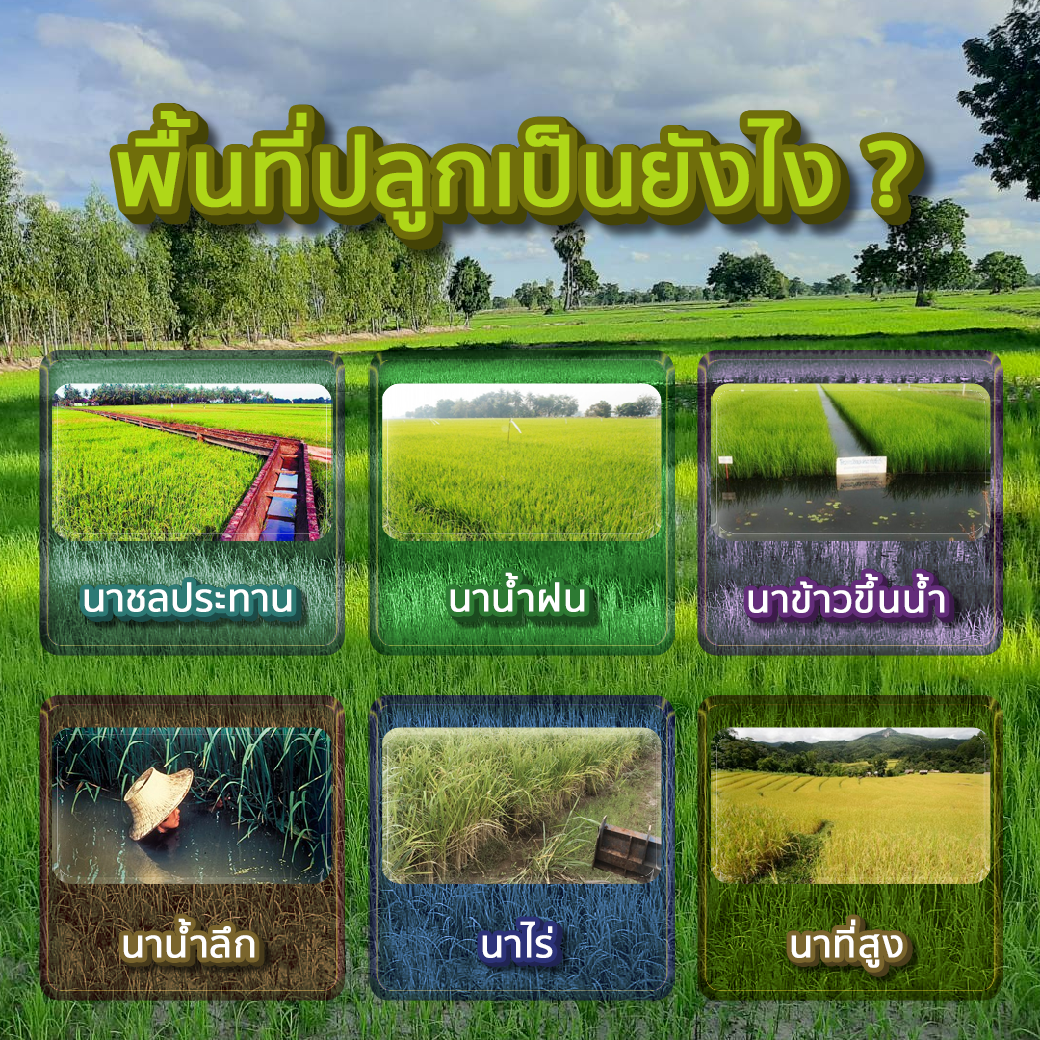 พื้นที่ปลูกเป็นยังไง ?
นาชลประทาน
นาน้ำฝน
นาข้าวขึ้นน้ำ
นาน้ำลึก
นาไร่
นาที่สูง